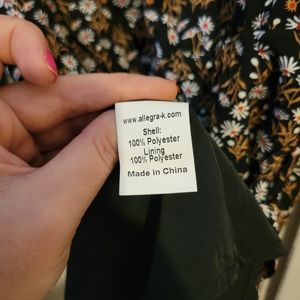 www.allegra-k.com
Shell:
100% Polyester
Lining
100% Polyester
Made in China